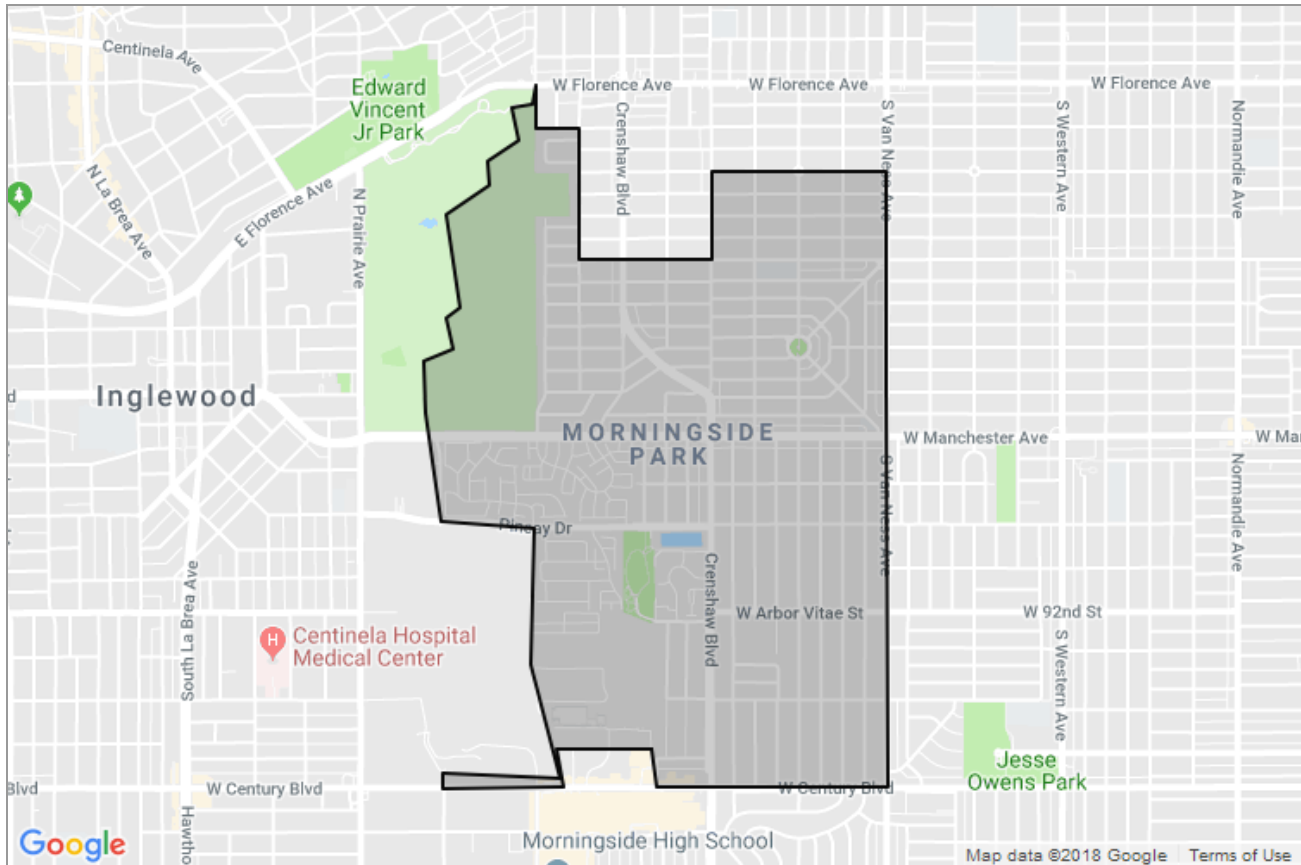 Centinela Ave
Edward
Vincent
Jr Park
W Florence Ave
W Florence Ave
W Florence Ave
N La Brea Ave
E Florence Ave
N Prairie Ave
Crenshaw Blvd
S Van Ness Ave
S Western Ave
Normandie Ave
Inglewood
d
MORNINGSIDE
PARK
W Manchester Ave
W Ma
S Van Ness Ave
Normandie Ave
Pincay Dr
South La Brea Ave
Crenshaw Blvd
W Arbor Vitae St
W 92nd St
S Western Ave
H
Centinela Hospital
Medical Center
Jesse
Owens Park
Blvd
W Century Blvd
W Century Blvd
Hawtho
Google
Morningside High School
Map data ©2018 Google
Terms of Use